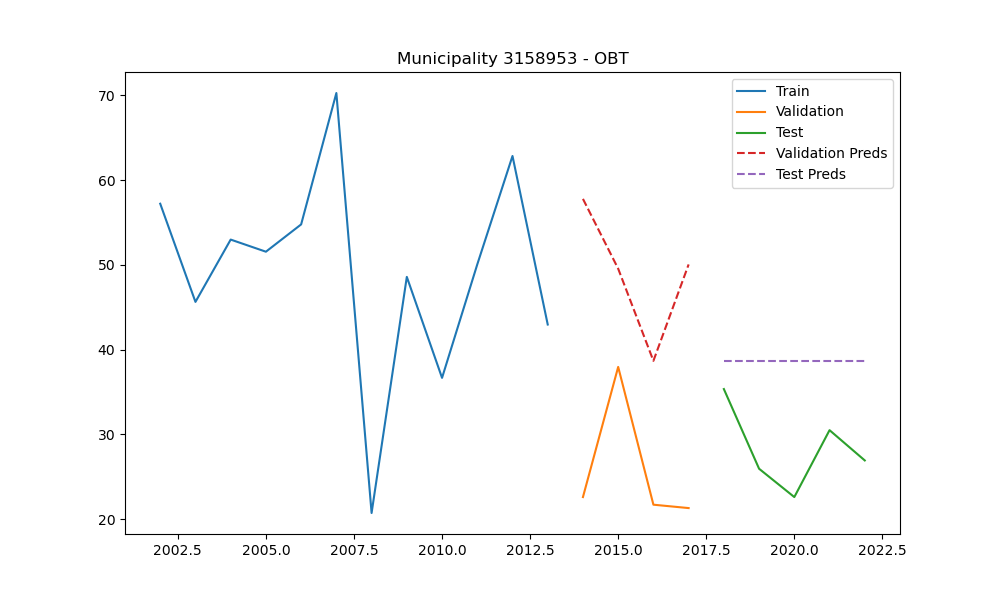 Municipality 3158953 - OBT
70
60
50
40
30
20
2002.5 2005.0 2007.5 2010.0 2012.5 2015.0 2017.5 2020.0 2022.5
Train
Validation
Test
Validation Preds
Test Preds